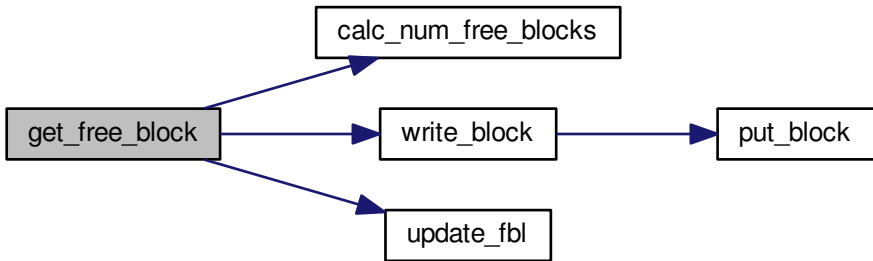 calc_num_free_blocks
get_free_block
write_block
put_block
update_fbl